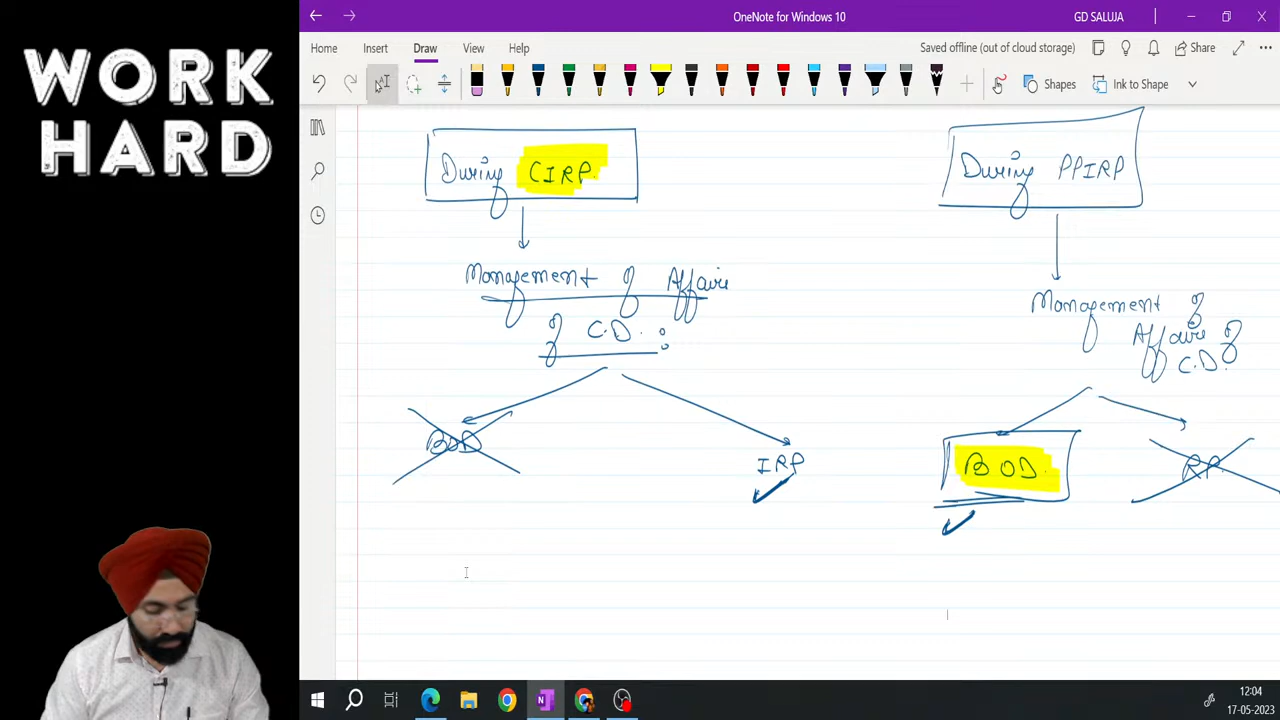 WORK
HARD
OneNote for Windows 10
GD SALUJA
Home
Insert
Draw
View
Help
Saved offline (out of cloud storage)
Share
Shapes
Ink to Shape
During CIRP.
Management of Affairs
of C.D. :
BOD
IRP
During PPIRP
Management of
Affairs of
C.D.
BOD.
RP
12:04
17-05-2023